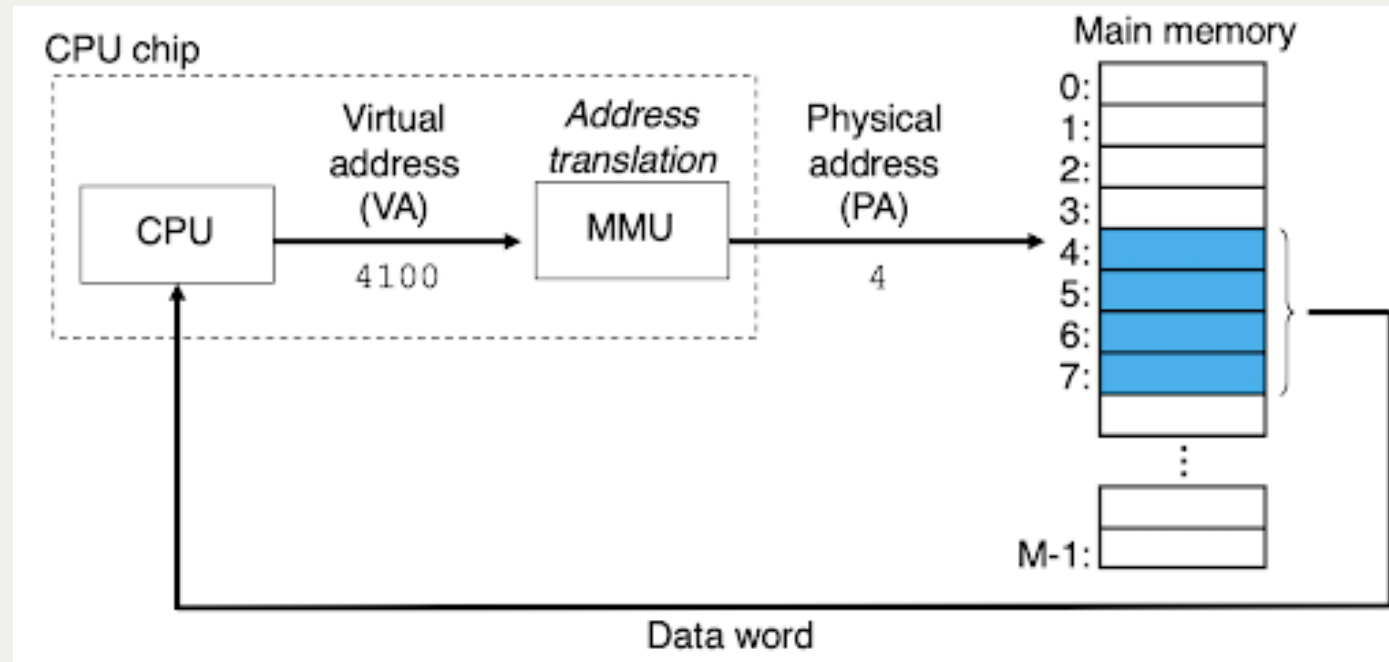 CPU chip
Virtual
address
(VA)
4100
CPU
Address
translation
MMU
Physical
address
(PA)
4
Main memory
0:
1:
2:
3:
4:
5:
6:
7:
M-1:
Data word